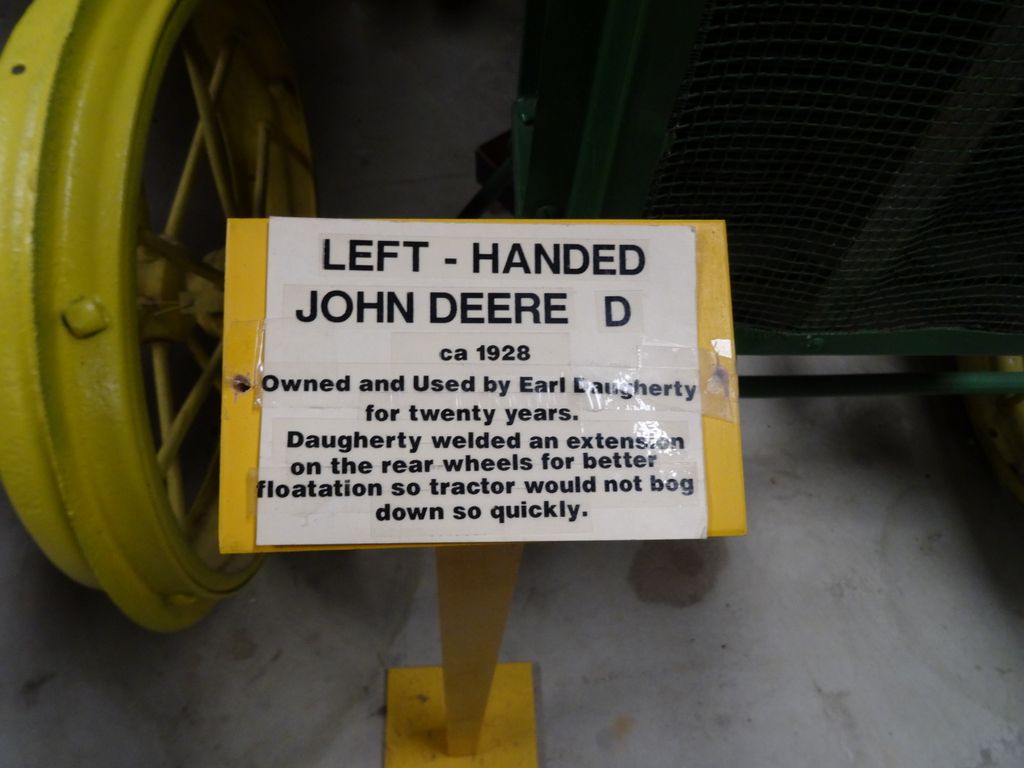 LEFT - HANDED
JOHN DEERE D
ca 1928
Owned and Used by Earl Daugherty
for twenty years.
Daugherty welded an extension
on the rear wheels for better
floatation so tractor would not bog
down so quickly.